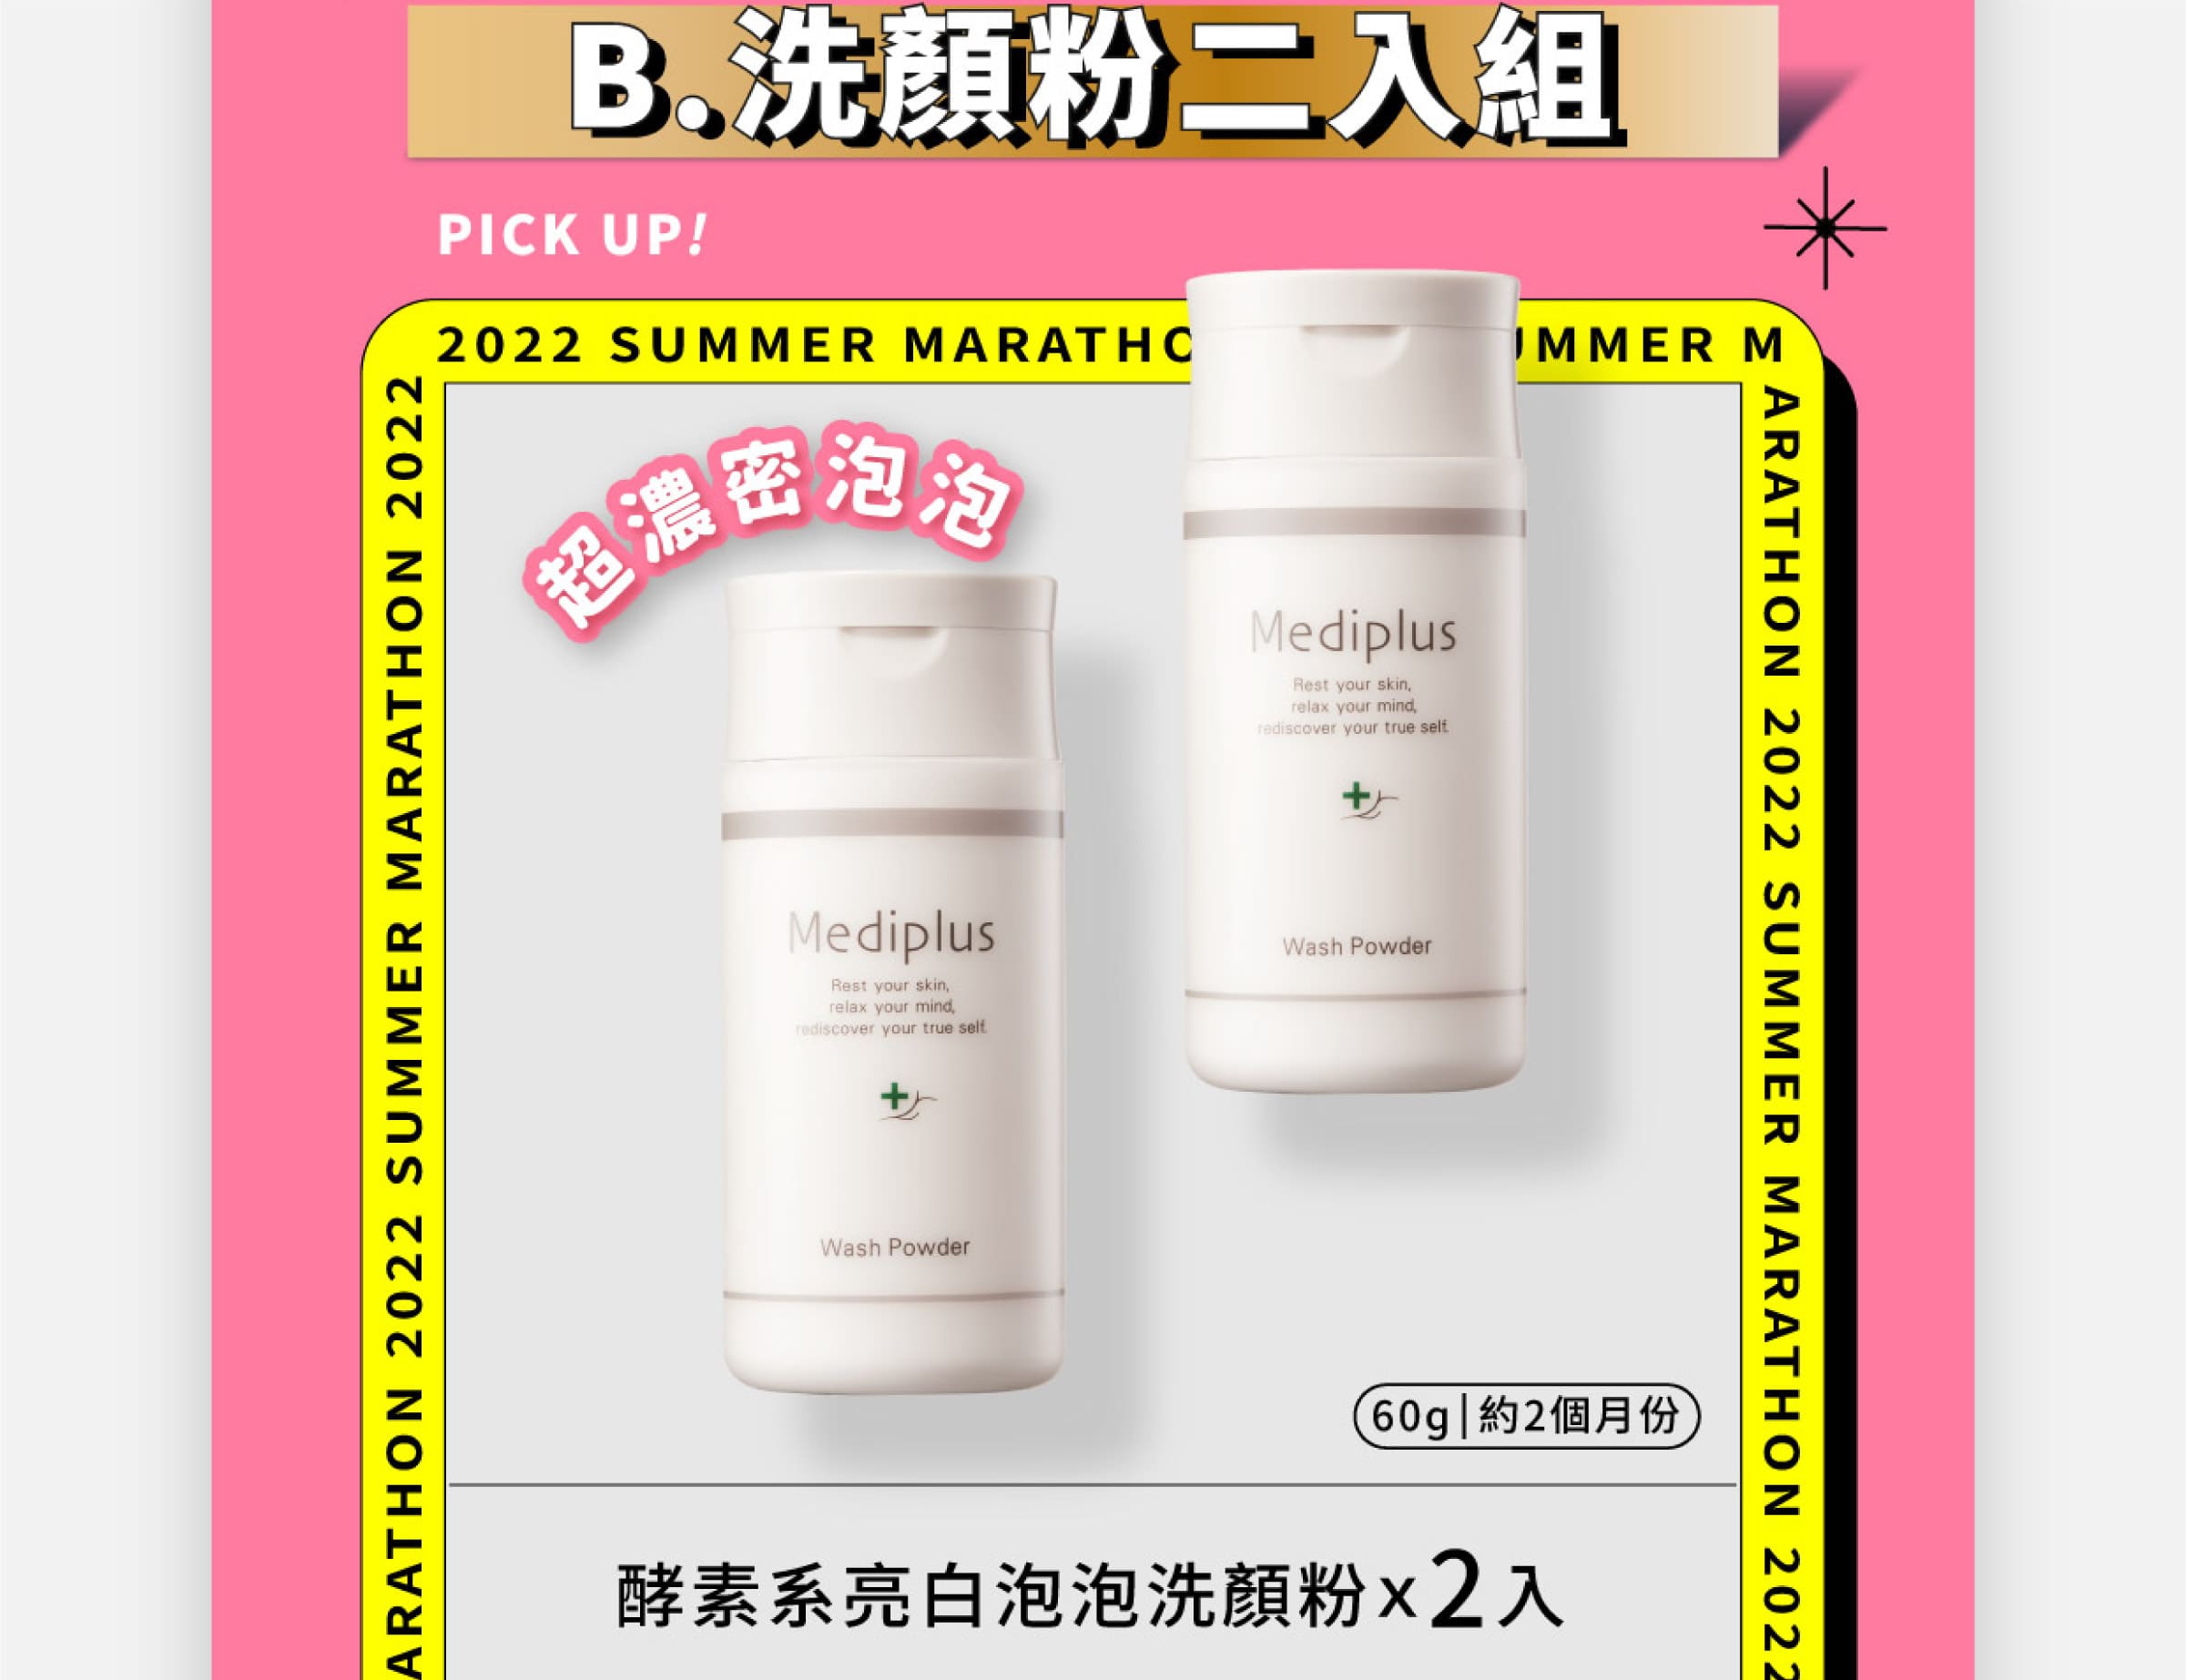 B.洗顏粉二入組
PICK UP!
2022 SUMMER MARATHO
UMMER M
ARATHON 2022 SUMMER MARATHON 2022
ARATHON 2022 SUMMER MARATHON 2022
超濃密泡泡
Mediplus
Rest your skin,
relax your mind,
rediscover your true self.
Wash Powder
Mediplus
Rest your skin,
relax your mind,
rediscover your true self.
Wash Powder
60g|約2個月份
酵素系亮白泡泡洗顏粉x2入